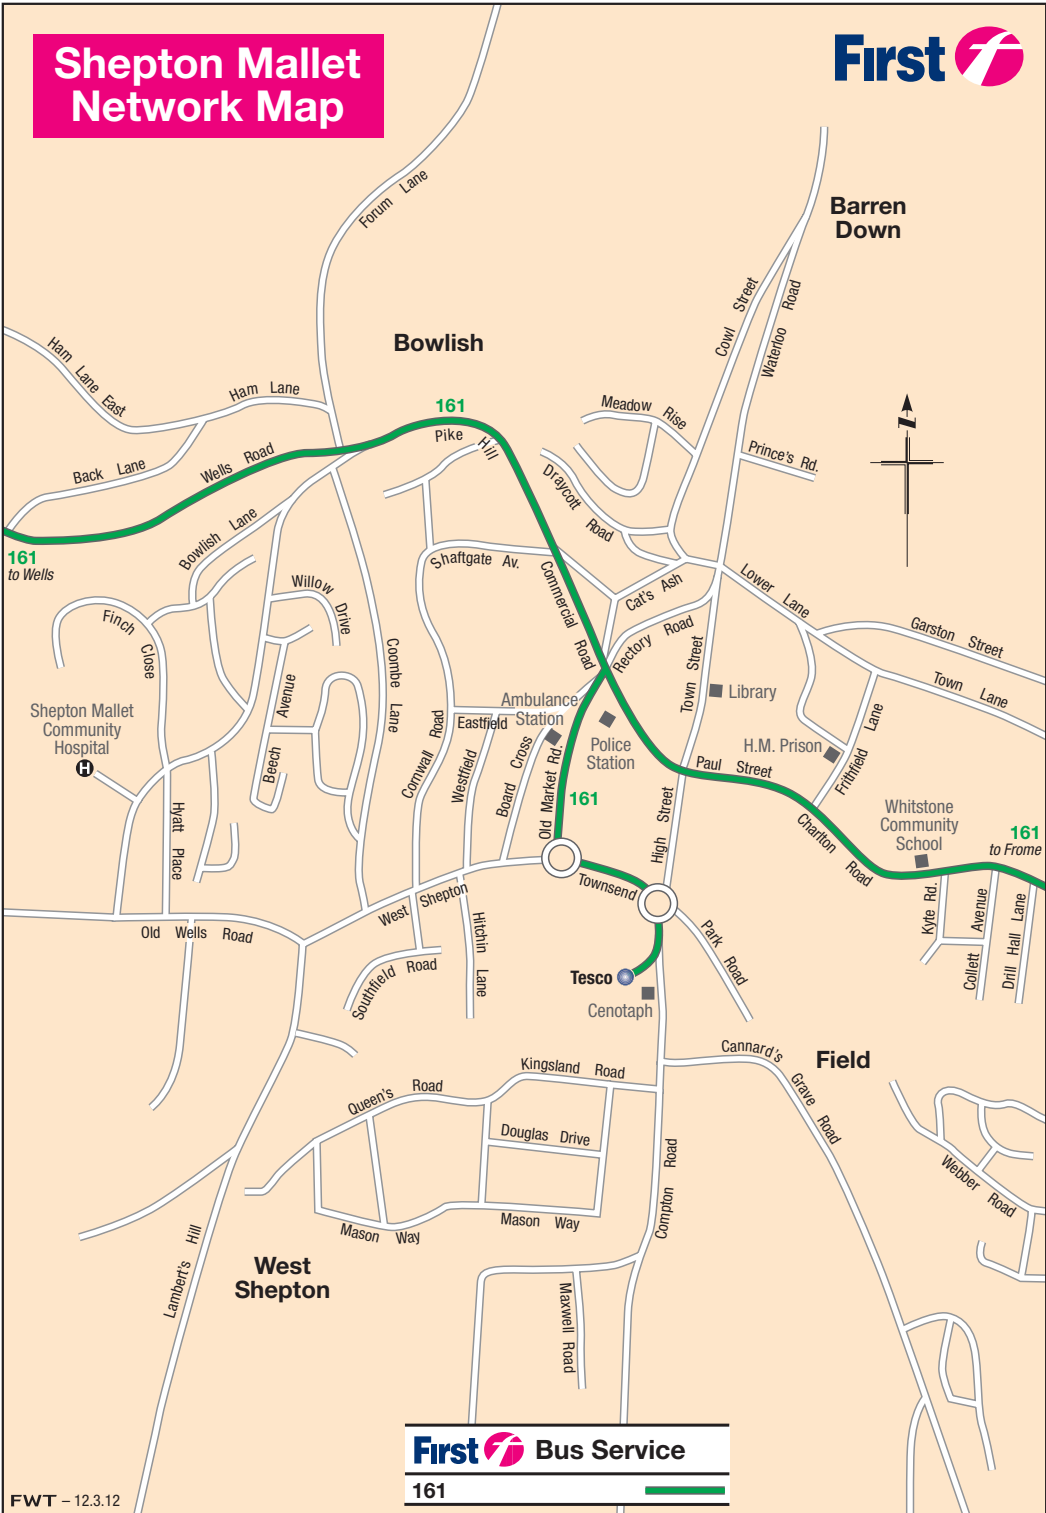 Shepton Mallet
Network Map
First
Forum Lane
Barren
Down
Cowl Street
Waterloo Road
Bowlish
Ham Lane East
Ham Lane
161
Pike Hill
Meadow Rise
Prince's Rd.
N
Back Lane
Wells Road
Draycott Road
161
to Wells
Bowlish Lane
Shaftgate Av.
Commercial Road
Cat's Ash
Lower Lane
Willow Drive
Finch Close
Coombe Lane
Rectory Road
Town Street
Garston Street
Town Lane
Library
Shepton Mallet
Community
Hospital
H
Beech Avenue
Cornwall Road
Eastfield
Westfield
Ambulance
Station
Board Cross
Old Market Rd.
Police
Station
H.M. Prison
Frithfield Lane
Paul Street
161
High Street
Charlton Road
Whitstone
Community
School
161
to Frome
Hyatt Place
Old Wells Road
West Shepton
Townsend
Park Road
Kyte Rd.
Collett Avenue
Drill Hall Lane
Southfield Road
Hitchin Lane
Tesco
Cenotaph
Cannard's Grave Road
Field
Queen's Road
Kingsland Road
Douglas Drive
Compton Road
Webber Road
Mason Way
Mason Way
Lambert's Hill
West
Shepton
Maxwell Road
First Bus Service
161
FWT – 12.3.12